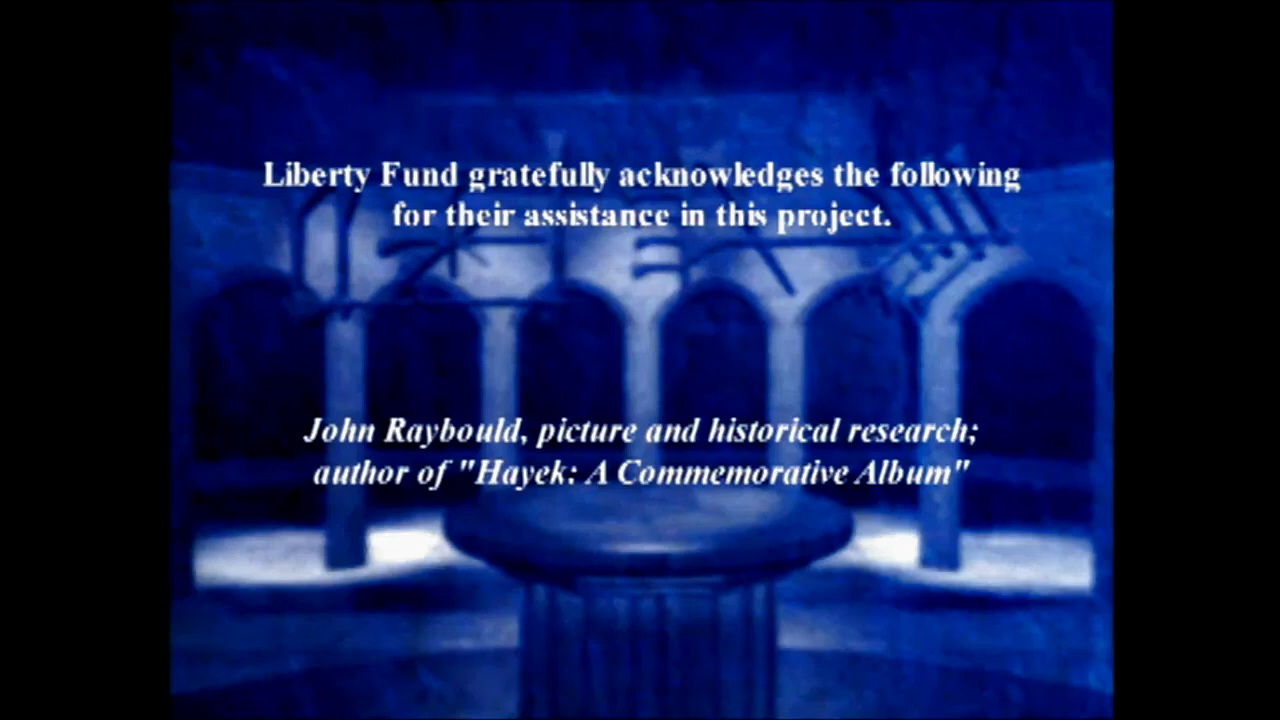 Liberty Fund gratefully acknowledges the following
for their assistance in this project.
John Raybould, picture and historical research;
author of "Hayek: A Commemorative Album"